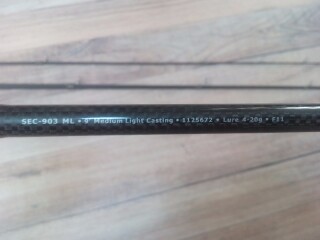 SEC-903 ML • 9' Medium Light Casting • 1125672 • Lure 4-20g • F11